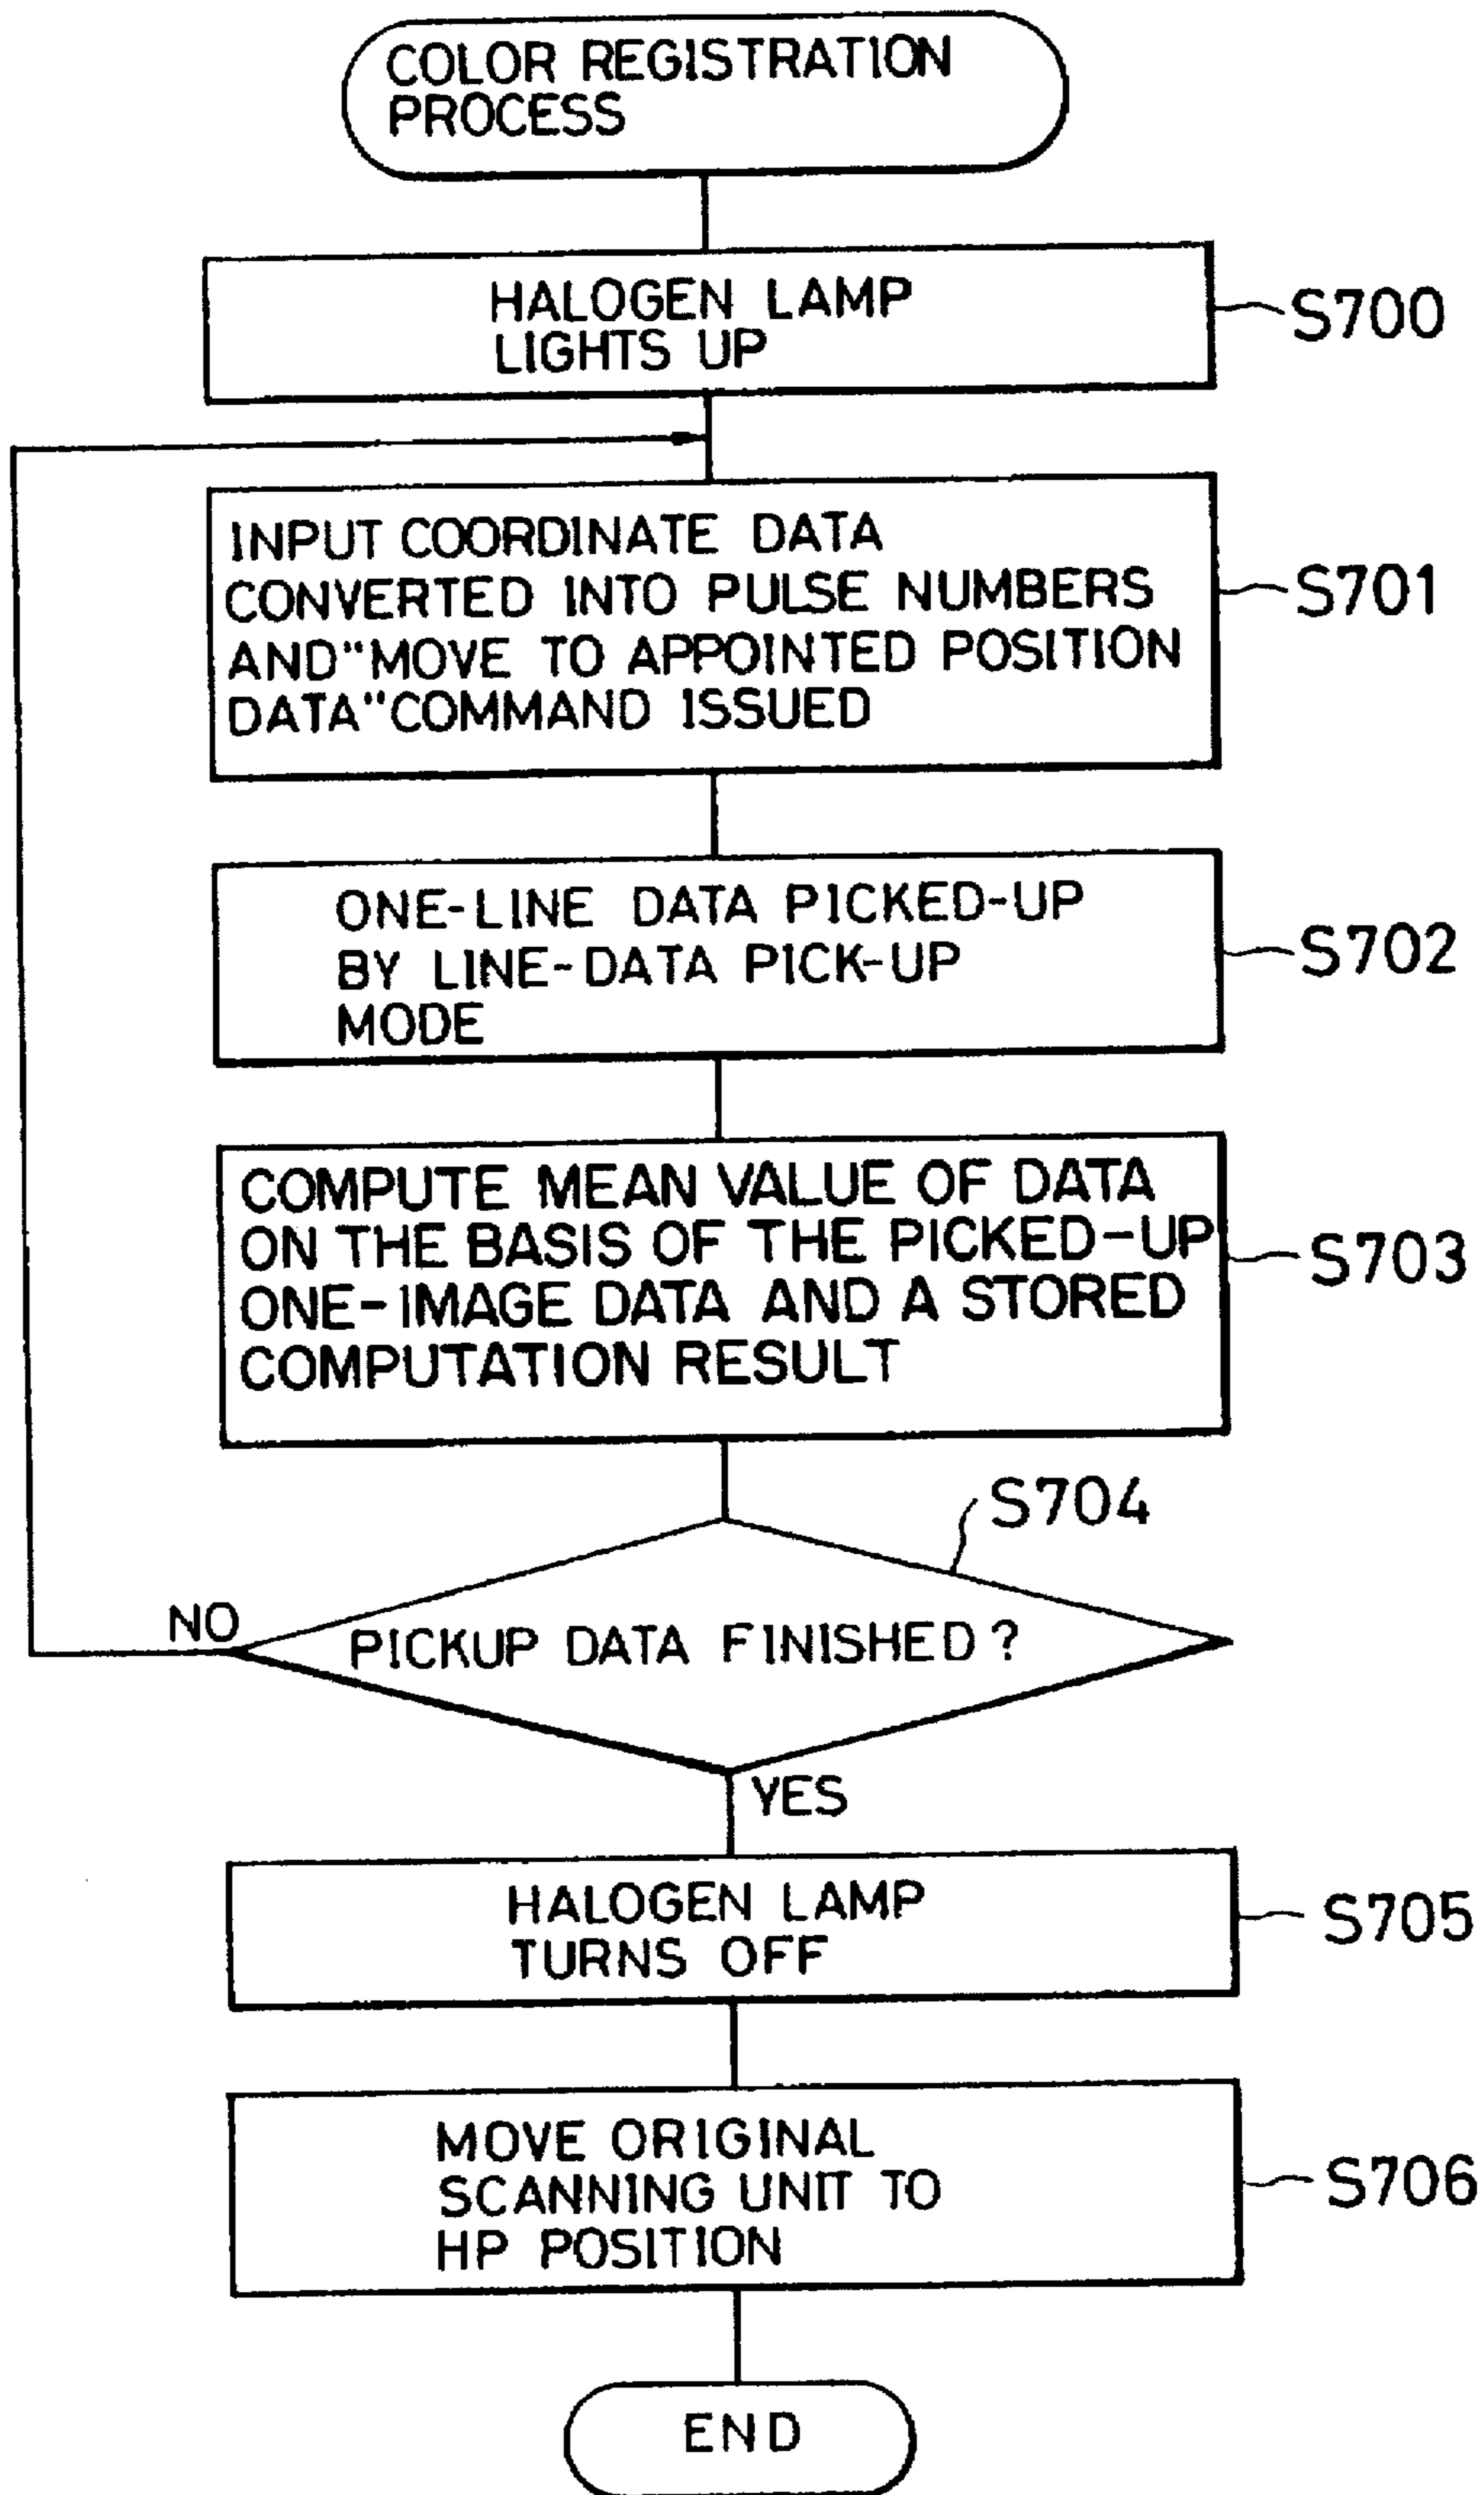 COLOR REGISTRATION
PROCESS
HALOGEN LAMP
LIGHTS UP
S700
INPUT COORDINATE DATA
CONVERTED INTO PULSE NUMBERS
AND"MOVE TO APPOINTED POSITION
DATA"COMMAND ISSUED
S701
ONE-LINE DATA PICKED-UP
BY LINE-DATA PICK-UP
MODE
S702
COMPUTE MEAN VALUE OF DATA
ON THE BASIS OF THE PICKED-UP
ONE-IMAGE DATA AND A STORED
COMPUTATION RESULT
S703
S704
NO
PICKUP DATA FINISHED?
YES
HALOGEN LAMP
TURNS OFF
S705
MOVE ORIGINAL
SCANNING UNIT TO
HP POSITION
S706
END